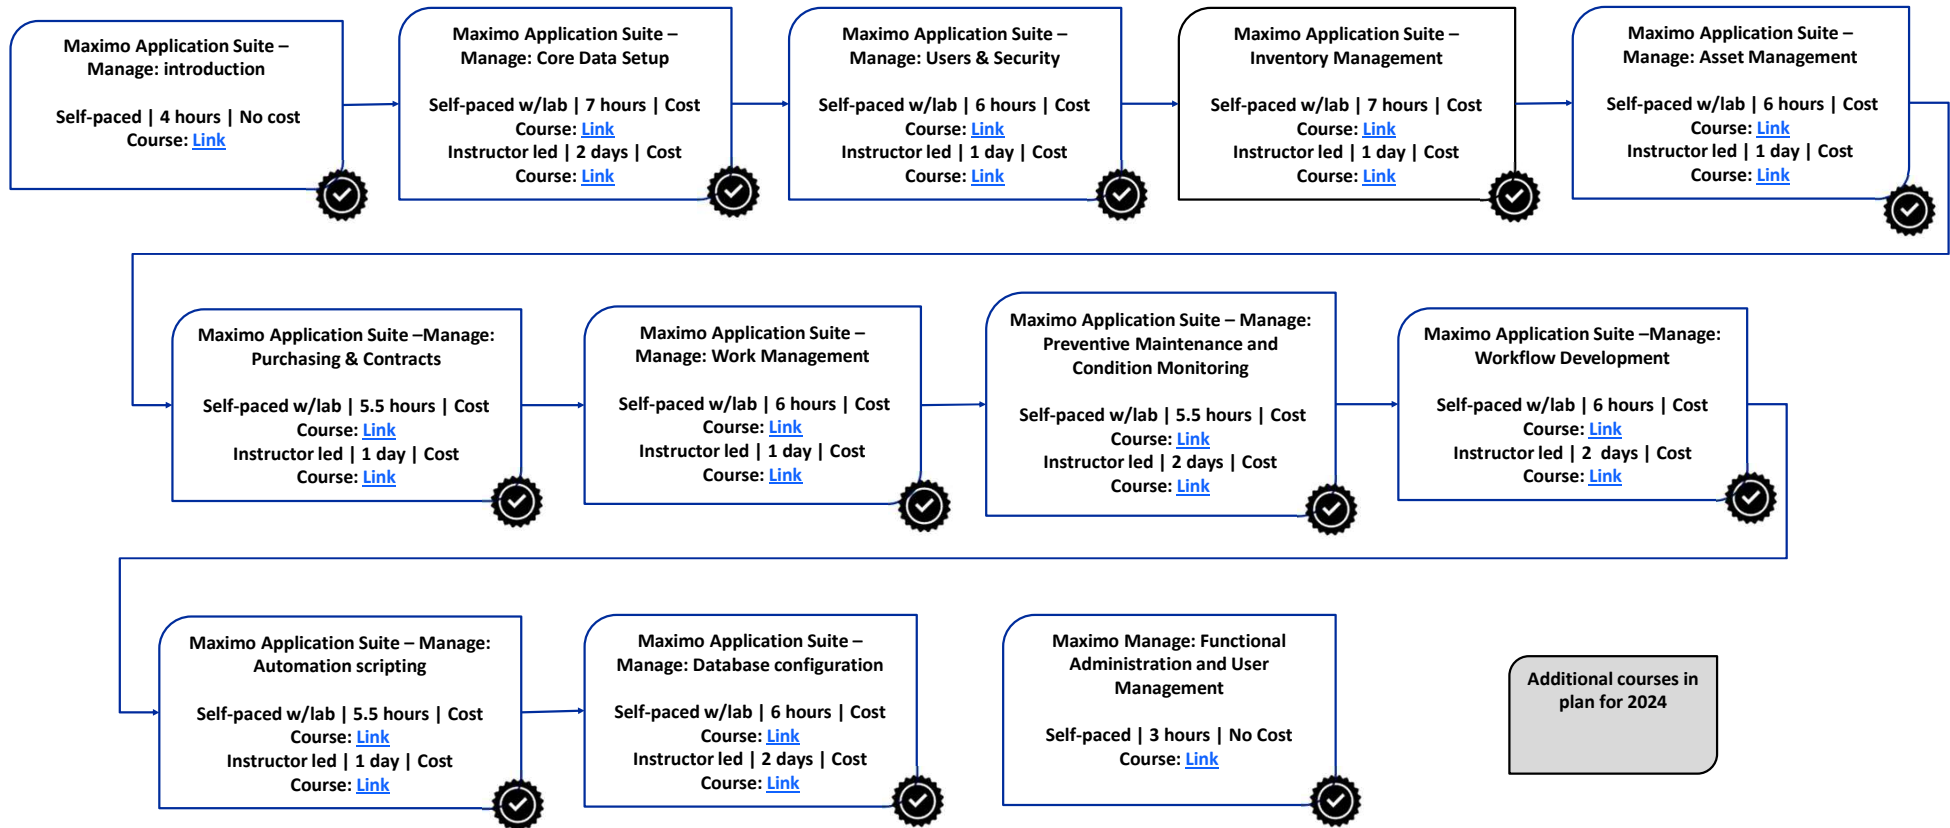 Maximo Application Suite –
Manage: introduction
Self-paced | 4 hours | No cost
Course: Link
Maximo Application Suite –
Manage: Core Data Setup
Self-paced w/lab | 7 hours | Cost
Course: Link
Instructor led | 2 days | Cost
Course: Link
Maximo Application Suite –
Manage: Users & Security
Self-paced w/lab | 6 hours | Cost
Course: Link
Instructor led | 1 day | Cost
Course: Link
Maximo Application Suite –
Inventory Management
Self-paced w/lab | 7 hours | Cost
Course: Link
Instructor led | 1 day | Cost
Course: Link
Maximo Application Suite –
Manage: Asset Management
Self-paced w/lab | 6 hours | Cost
Course: Link
Instructor led | 1 day | Cost
Course: Link
Maximo Application Suite –Manage:
Purchasing & Contracts
Self-paced w/lab | 5.5 hours | Cost
Course: Link
Instructor led | 1 day | Cost
Course: Link
Maximo Application Suite –
Manage: Work Management
Self-paced w/lab | 6 hours | Cost
Course: Link
Instructor led | 1 day | Cost
Course: Link
Maximo Application Suite – Manage:
Preventive Maintenance and
Condition Monitoring
Self-paced w/lab | 5.5 hours | Cost
Course: Link
Instructor led | 2 days | Cost
Course: Link
Maximo Application Suite –Manage:
Workflow Development
Self-paced w/lab | 6 hours | Cost
Course: Link
Instructor led | 2  days | Cost
Course: Link
Maximo Application Suite – Manage:
Automation scripting
Self-paced w/lab | 5.5 hours | Cost
Course: Link
Instructor led | 1 day | Cost
Course: Link
Maximo Application Suite –
Manage: Database configuration
Self-paced w/lab | 6 hours | Cost
Course: Link
Instructor led | 2 days | Cost
Course: Link
Maximo Manage: Functional
Administration and User
Management
Self-paced | 3 hours | No Cost
Course: Link
Additional courses in
plan for 2024